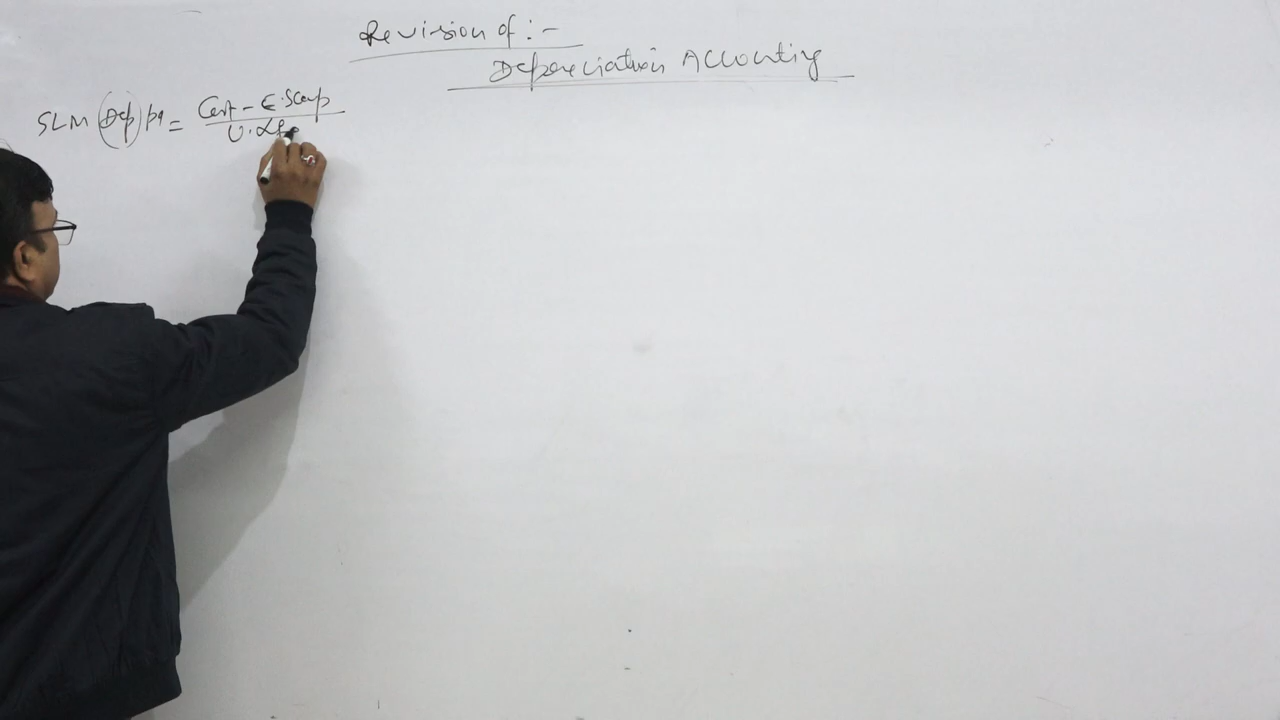 Revision of :-
Depreciation Accounting
SLM (Dep) pa = Cost - E.Scrap
U. Life